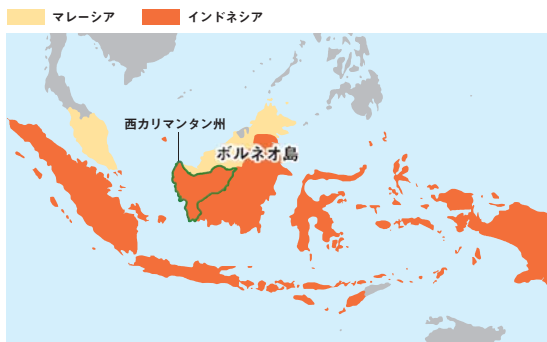 マレーシア
インドネシア
西カリマンタン州
ボルネオ島